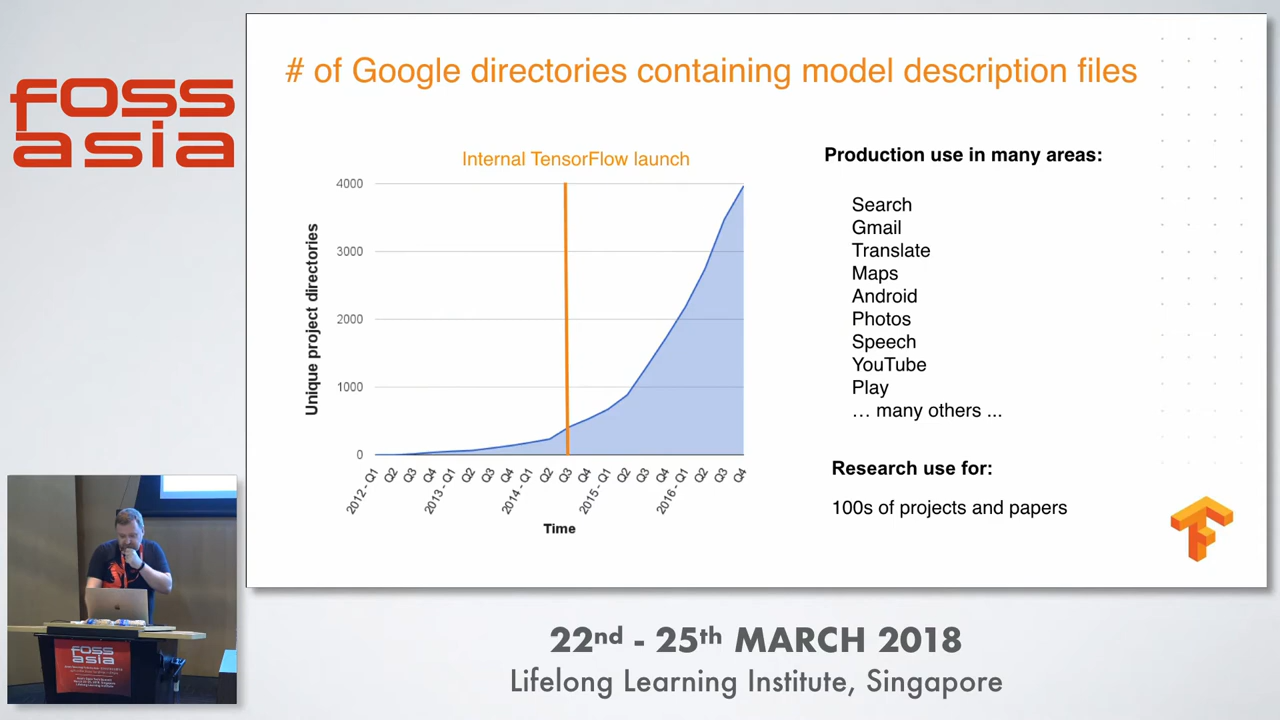 foss
asia
# of Google directories containing model description files
Internal TensorFlow launch
Unique project directories
4000
3000
2000
1000
0
2012 - Q1
Q2
Q3
Q4
2013 - Q1
Q2
Q3
Q4
2014 - Q1
Q2
Q3
Q4
2015 - Q1
Q2
Q3
Q4
2016 - Q1
Q2
Q3
Q4
Time
Production use in many areas:
Search
Gmail
Translate
Maps
Android
Photos
Speech
YouTube
Play
… many others ...
Research use for:
100s of projects and papers
foss
asia
22nd - 25th MARCH 2018
Lifelong Learning Institute, Singapore